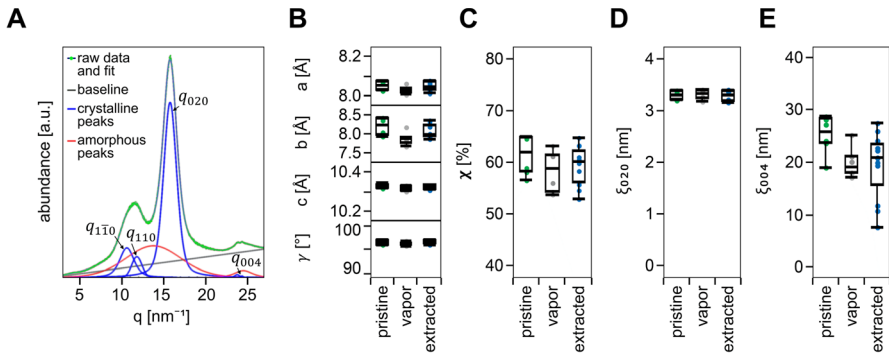 A
raw data
and fit
baseline
crystalline
peaks
amorphous
peaks
q₀₂₀
q₁₁̄₀
q₁₁₀
q₀₀₄
abundance [a.u.]
10
15
20
25
q [nm⁻¹]
B
a [Å]
8.2
8.0
b [Å]
8.5
8.0
7.5
c [Å]
10.4
10.2
γ [°]
100
90
pristine
vapor
extracted
C
χ [%]
80
70
60
50
40
pristine
vapor
extracted
D
ξ₀₂₀ [nm]
4
3
2
1
0
pristine
vapor
extracted
E
ξ₀₀₄ [nm]
40
30
20
10
0
pristine
vapor
extracted